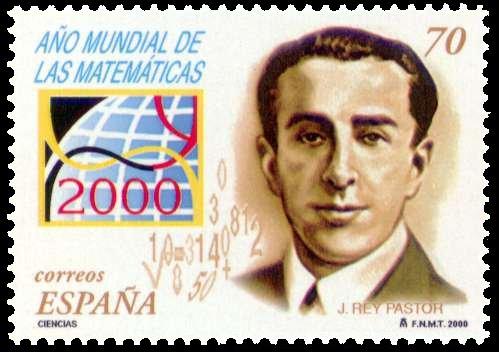 AÑO MUNDIAL DE
LAS MATEMÁTICAS
70
2000
correos
ESPAÑA
CIENCIAS
J. REY PASTOR
F.N.M.T. 2000